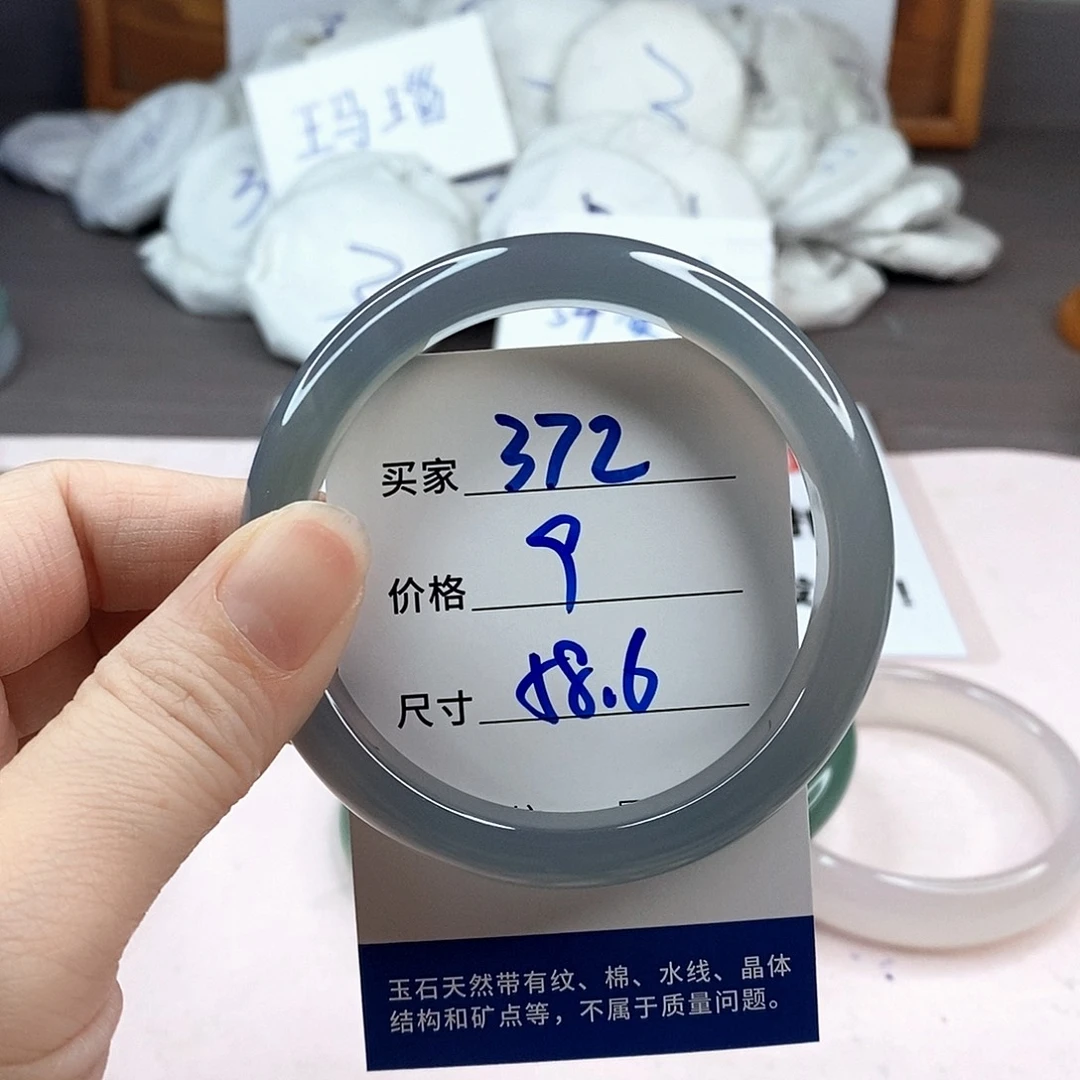 玛瑙
买家 372
价格 9
尺寸 58.6
玉石天然带有纹、棉、水线、晶体
结构和矿点等，不属于质量问题。